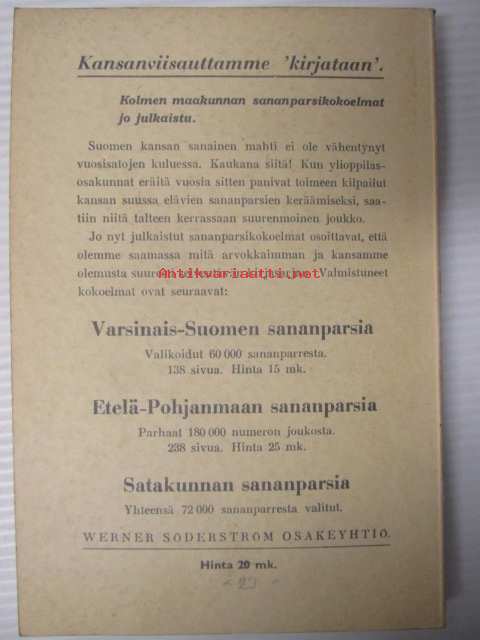 Kansanviisauttamme 'kirjataan'.
Kolmen maakunnan sananparsikokoelmat
jo julkaistu.
Suomen kansan sanainen mahti ei ole vähentynyt
vuosisatojen kuluessa. Kaukana siitä! Kun ylioppilas-
osakunnat eräitä vuosia sitten panivat toimeen kilpailut
kansan suussa elävien sananparsien keräämiseksi, saa-
tiin niitä talteen kerrassaan suurenmoinen joukko.
Jo nyt julkaistut sananparsikokoelmat osoittavat, että
olemme saamassa mitä arvokkaimman ja kansamme
olemusta Valmistuneet
Antikvariaatti.net
kokoelmat ovat seuraavat:
Varsinais-Suomen sananparsia
Valikoidut 60 000 sananparresta.
138 sivua. Hinta 15 mk.
Etelä-Pohjanmaan sananparsia
Parhaat 180 000 numeron joukosta.
238 sivua. Hinta 25 mk.
Satakunnan sananparsia
Yhteensä 72 000 sananparresta valitut.
WERNER SÖDERSTRÖM OSAKEYHTIÖ.
Hinta 20 mk.